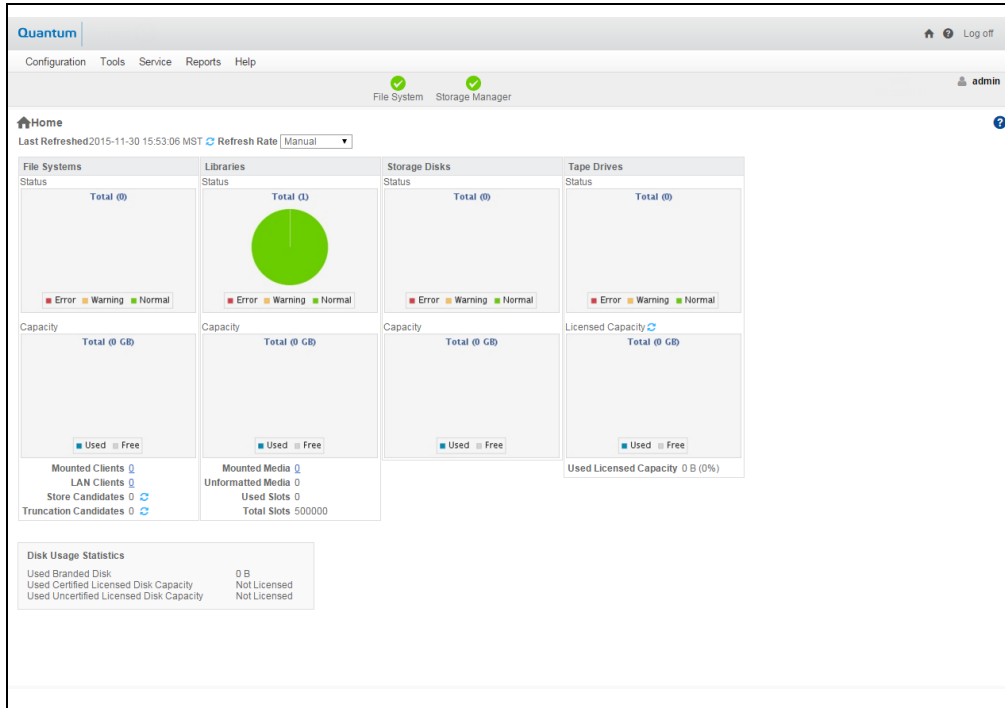 Quantum
Log off
Configuration Tools Service Reports Help
File System Storage Manager
admin
Home
Last Refreshed2015-11-30 15:53:06 MST Refresh Rate Manual
File Systems
Status
Total (0)
Error Warning Normal
Capacity
Total (0 GB)
Used Free
Mounted Clients 0
LAN Clients 0
Store Candidates 0
Truncation Candidates 0
Libraries
Status
Total (1)
Error Warning Normal
Capacity
Total (0 GB)
Used Free
Mounted Media 0
Unformatted Media 0
Used Slots 0
Total Slots 500000
Storage Disks
Status
Total (0)
Error Warning Normal
Capacity
Total (0 GB)
Used Free
Tape Drives
Status
Total (0)
Error Warning Normal
Licensed Capacity
Total (0 GB)
Used Free
Used Licensed Capacity 0 B (0%)
Disk Usage Statistics
Used Branded Disk 0 B
Used Certified Licensed Disk Capacity Not Licensed
Used Uncertified Licensed Disk Capacity Not Licensed